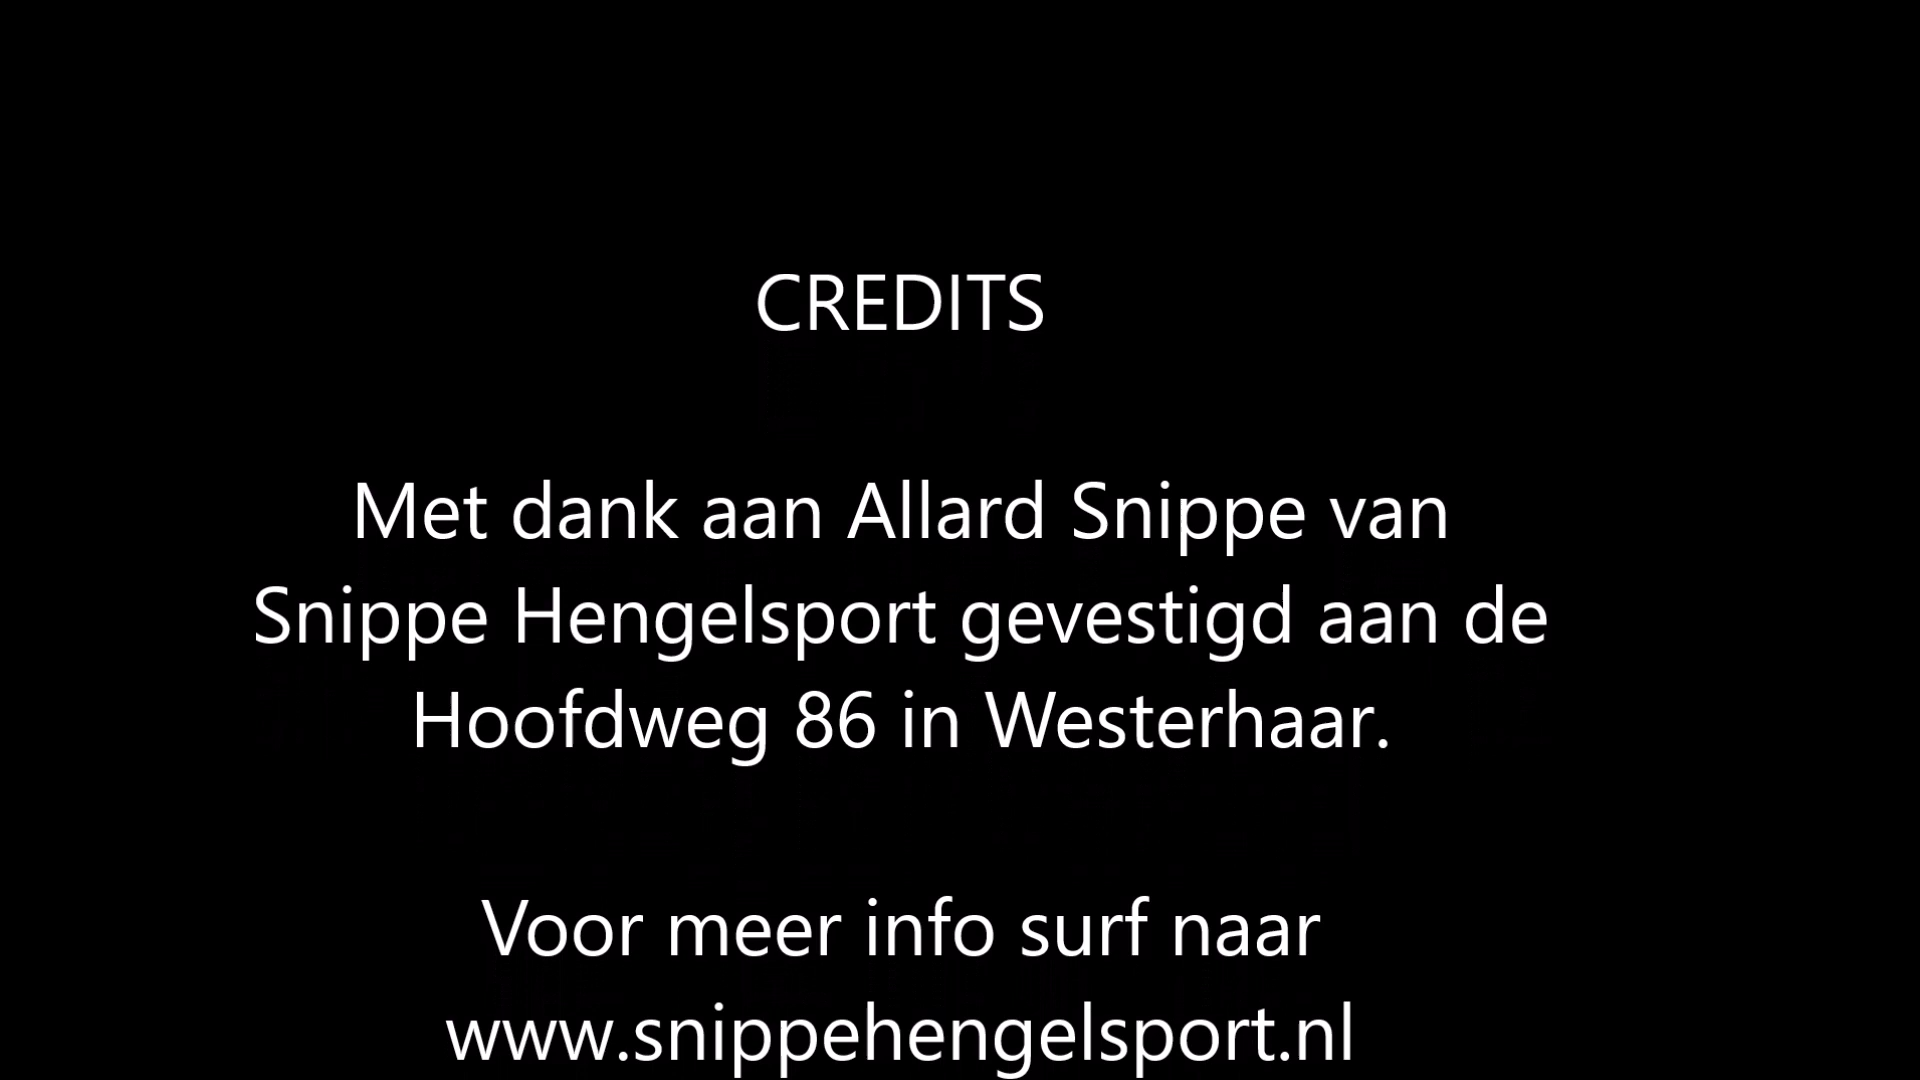 CREDITS
Met dank aan Allard Snippe van
Snippe Hengelsport gevestigd aan de
Hoofdweg 86 in Westerhaar.
Voor meer info surf naar
www.snippehengelsport.nl